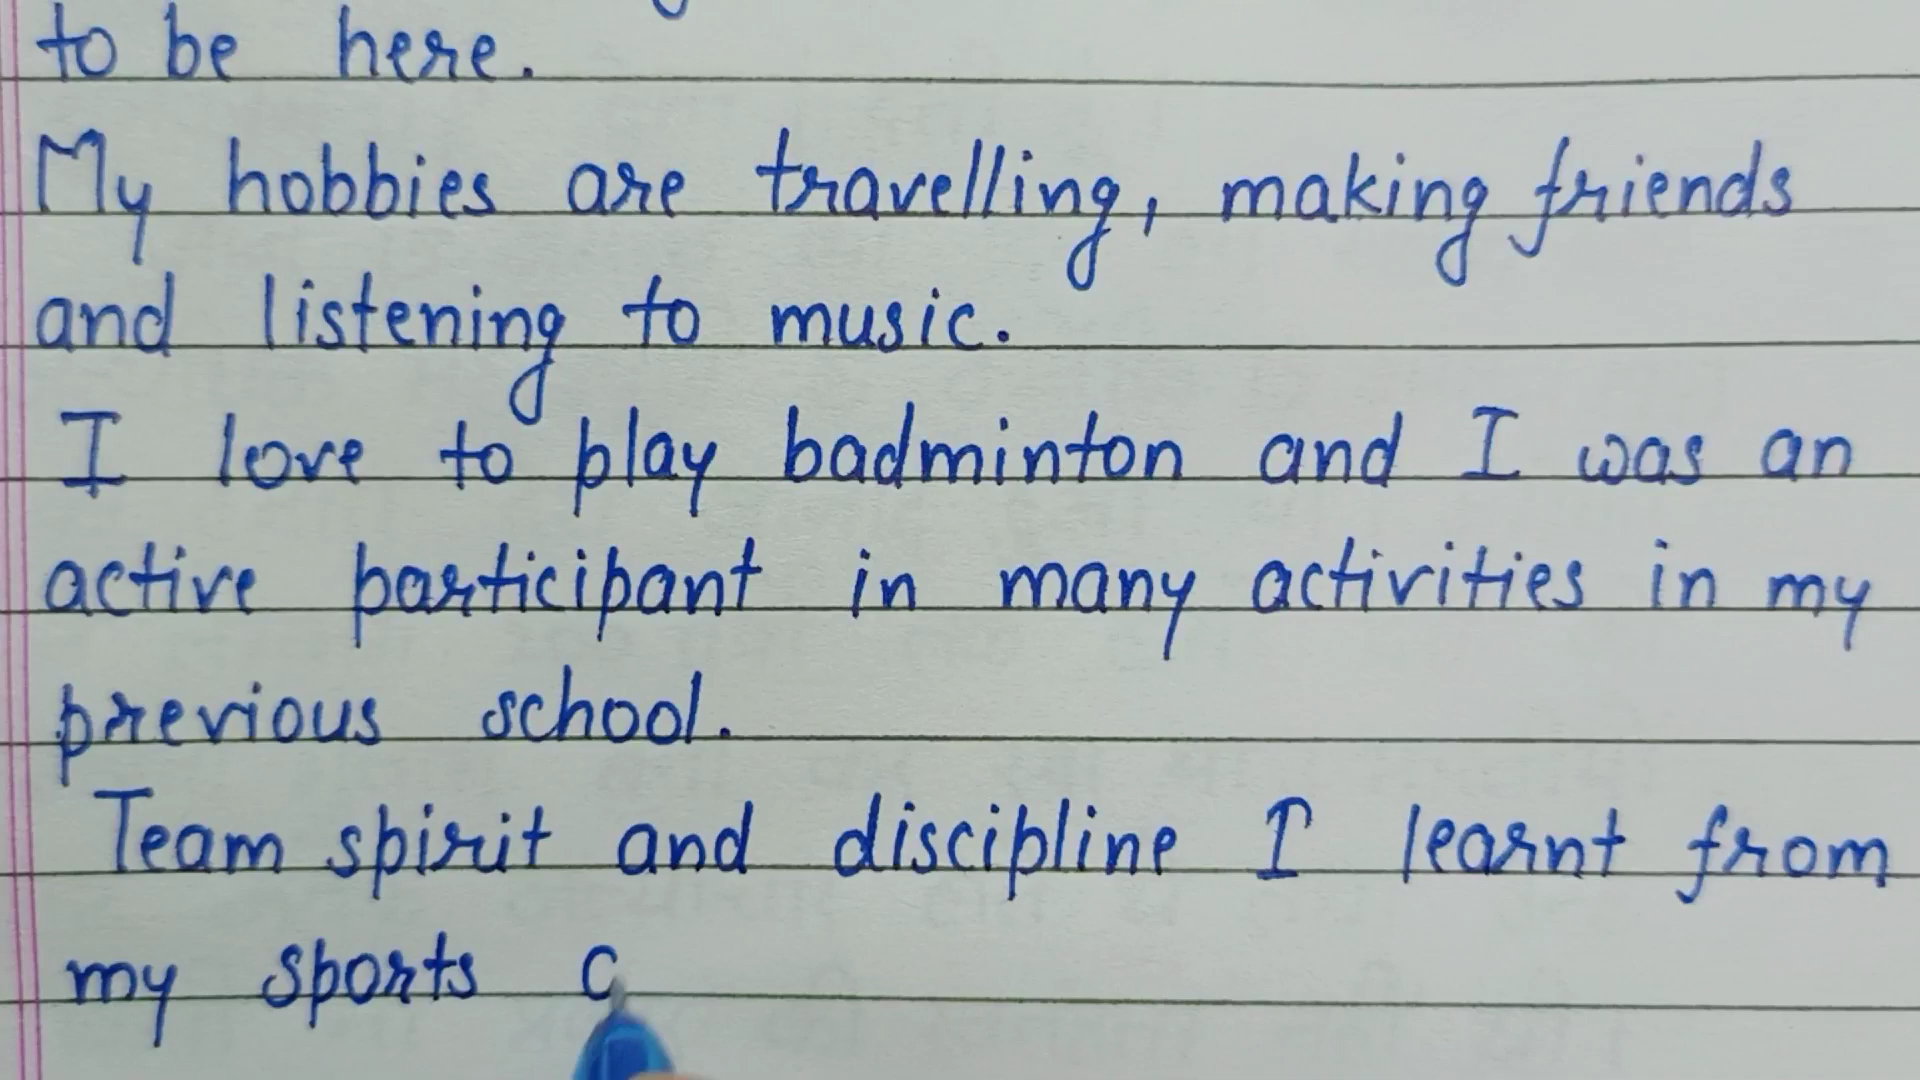 to be here.
My hobbies are travelling, making friends
and listening to music.
I love to play badminton and I was an
active participant in many activities in my
previous school.
Team spirit and discipline I learnt from
my sports c